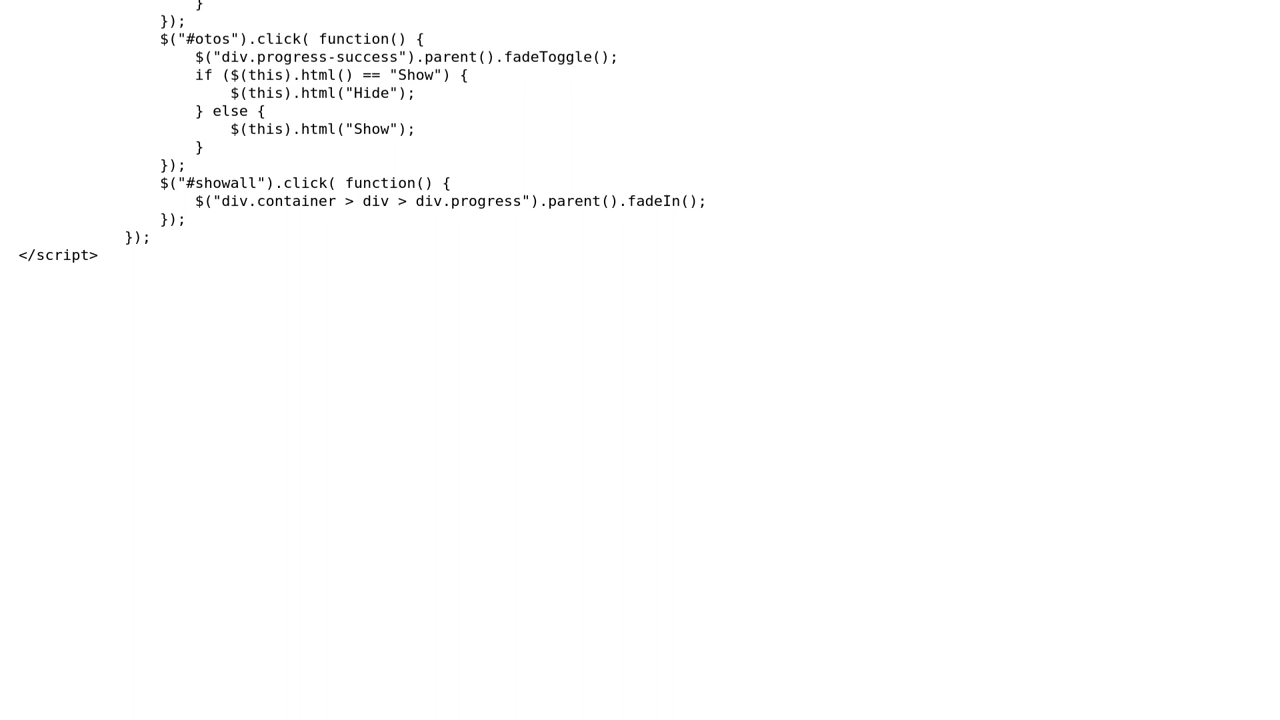 }
});
$("#otos").click( function() {
$("div.progress-success").parent().fadeToggle();
if ($(this).html() == "Show") {
$(this).html("Hide");
} else {
$(this).html("Show");
}
});
$("#showall").click( function() {
$("div.container > div > div.progress").parent().fadeIn();
});
});
</script>